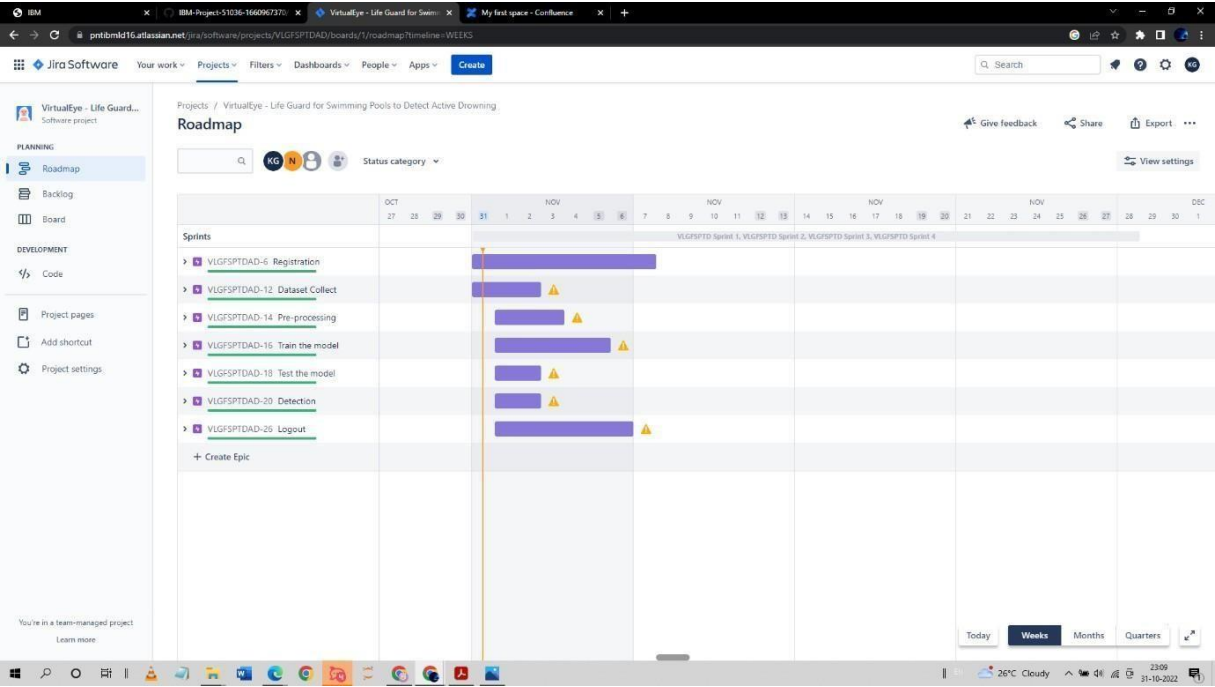 IBM
IBM-Project-51036-1660967370/
VirtualEye - Life Guard for Swimm
My first space - Confluence
pntibmld16.atlassian.net/jira/software/projects/VLGFSPTDAD/boards/1/roadmap?timeline=WEEKS
Jira Software Your work Projects Filters Dashboards People Apps Create Search KG
VirtualEye - Life Guard...
Software project
PLANNING
Roadmap
Backlog
Board
DEVELOPMENT
Code
Project pages
Add shortcut
Project settings
You're in a team-managed project
Learn more
Projects / VirtualEye - Life Guard for Swimming Pools to Detect Active Drowning
Roadmap
Give feedback Share Export
KG N Status category View settings
OCT NOV NOV NOV NOV DEC
27 28 29 30 31 1 2 3 4 5 6 7 8 9 10 11 12 13 14 15 16 17 18 19 20 21 22 23 24 25 26 27 28 29 30 1
Sprints VLGFSPTD Sprint 1, VLGFSPTD Sprint 2, VLGFSPTD Sprint 3, VLGFSPTD Sprint 4
VLGFSPTDAD-6 Registration
VLGFSPTDAD-12 Dataset Collect
VLGFSPTDAD-14 Pre-processing
VLGFSPTDAD-16 Train the model
VLGFSPTDAD-18 Test the model
VLGFSPTDAD-20 Detection
VLGFSPTDAD-26 Logout
+ Create Epic
Today Weeks Months Quarters
26°C Cloudy
23:09
31-10-2022